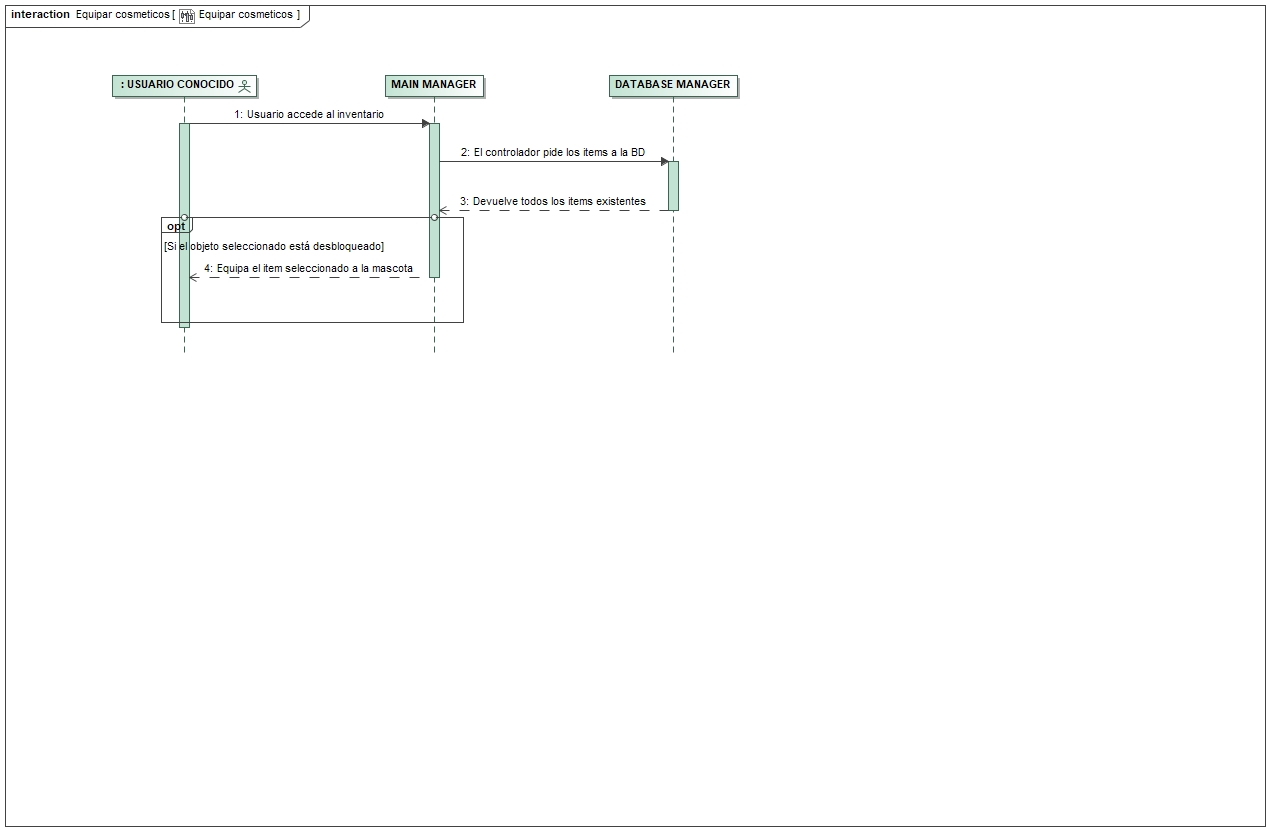 interaction Equipar cosmeticos [ Equipar cosmeticos ]
: USUARIO CONOCIDO
MAIN MANAGER
DATABASE MANAGER
1: Usuario accede al inventario
2: El controlador pide los items a la BD
3: Devuelve todos los items existentes
opt
[Si el objeto seleccionado está desbloqueado]
4: Equipa el item seleccionado a la mascota